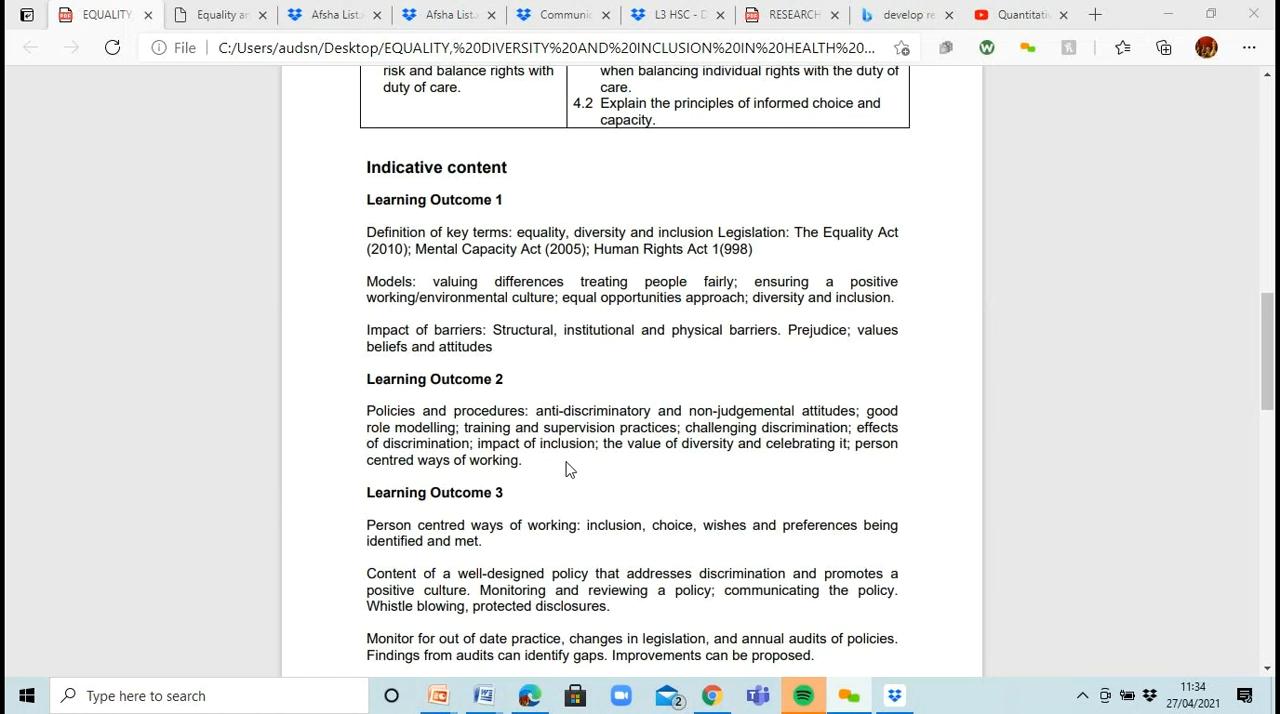 EQUALITY,
Equality ar
Afsha List.
Afsha List.
Communic
L3 HSC - D
RESEARCH
develop re
Quantitati
File
C:/Users/audsn/Desktop/EQUALITY,%20DIVERSITY%20AND%20INCLUSION%20IN%20HEALTH%20...
risk and balance rights with
duty of care.
when balancing individual rights with the duty of
care.
4.2 Explain the principles of informed choice and
capacity.
Indicative content
Learning Outcome 1
Definition of key terms: equality, diversity and inclusion Legislation: The Equality Act
(2010); Mental Capacity Act (2005); Human Rights Act 1(998)
Models: valuing differences treating people fairly; ensuring a positive
working/environmental culture; equal opportunities approach; diversity and inclusion.
Impact of barriers: Structural, institutional and physical barriers. Prejudice; values
beliefs and attitudes
Learning Outcome 2
Policies and procedures: anti-discriminatory and non-judgemental attitudes; good
role modelling; training and supervision practices; challenging discrimination; effects
of discrimination; impact of inclusion; the value of diversity and celebrating it; person
centred ways of working.
Learning Outcome 3
Person centred ways of working: inclusion, choice, wishes and preferences being
identified and met.
Content of a well-designed policy that addresses discrimination and promotes a
positive culture. Monitoring and reviewing a policy; communicating the policy.
Whistle blowing, protected disclosures.
Monitor for out of date practice, changes in legislation, and annual audits of policies.
Findings from audits can identify gaps. Improvements can be proposed.
Type here to search
2
11:34
27/04/2021